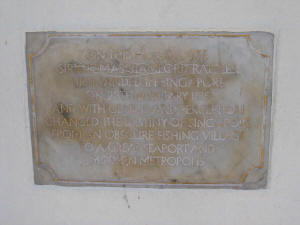 ON THIS HISTORIC SITE
SIR THOMAS STAMFORD RAFFLES
FIRST LANDED IN SINGAPORE
ON 28TH JANUARY 1819
AND WITH GENIUS AND PERCEPTION
CHANGED THE DESTINY OF SINGAPORE
FROM AN OBSCURE FISHING VILLAGE
TO A GREAT SEAPORT AND
MODERN METROPOLIS